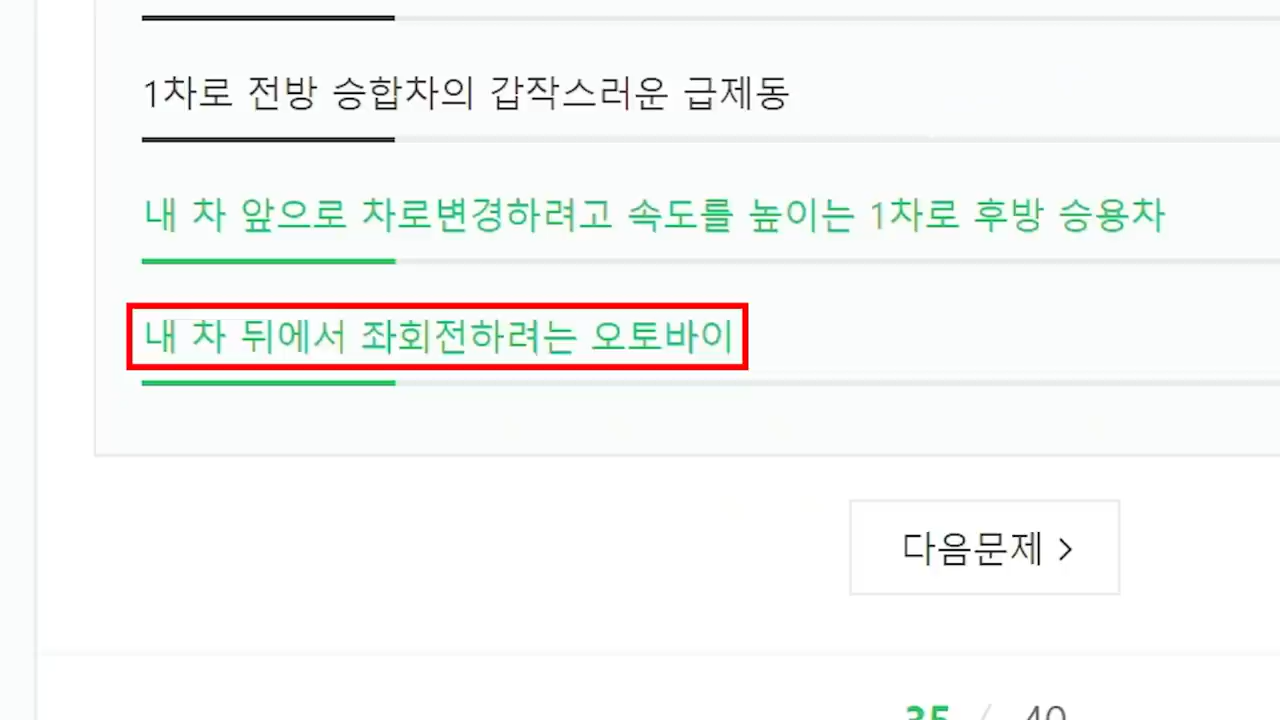 1차로 전방 승합차의 갑작스러운 급제동
내 차 앞으로 차로변경하려고 속도를 높이는 1차로 후방 승용차
내 차 뒤에서 좌회전하려는 오토바이
다음문제 >
35 / 40